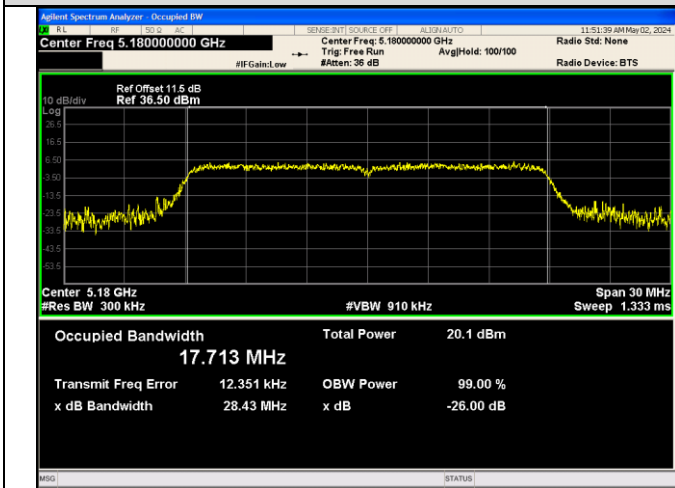 Agilent Spectrum Analyzer - Occupied BW
RL RF 50 Ω AC SENSE:INT SOURCE OFF ALIGNAUTO 11:51:39 AM May 02, 2024
Center Freq 5.180000000 GHz Center Freq: 5.180000000 GHz Radio Std: None
Trig: Free Run Avg|Hold: 100/100
#IFGain:Low #Atten: 36 dB Radio Device: BTS
Ref Offset 11.5 dB
10 dB/div Ref 36.50 dBm
Log
26.5
16.5
6.50
-3.50
-13.5
-23.5
-33.5
-43.5
-53.5
Center 5.18 GHz Span 30 MHz
#Res BW 300 kHz #VBW 910 kHz Sweep 1.333 ms
Occupied Bandwidth Total Power 20.1 dBm
17.713 MHz
Transmit Freq Error 12.351 kHz OBW Power 99.00 %
x dB Bandwidth 28.43 MHz x dB -26.00 dB
MSG STATUS